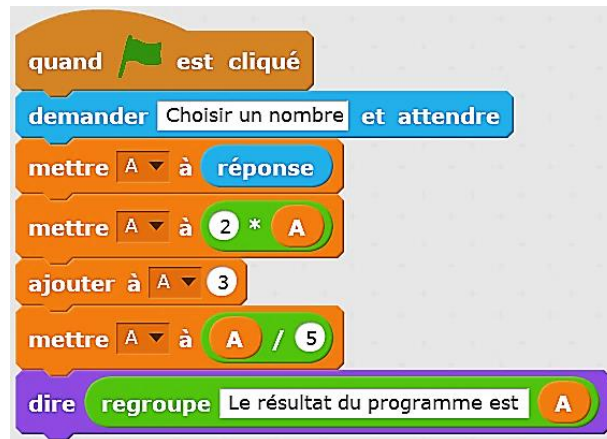 quand est cliqué
demander Choisir un nombre et attendre
mettre A à réponse
mettre A à 2 * A
ajouter à A 3
mettre A à A / 5
dire regroupe Le résultat du programme est A